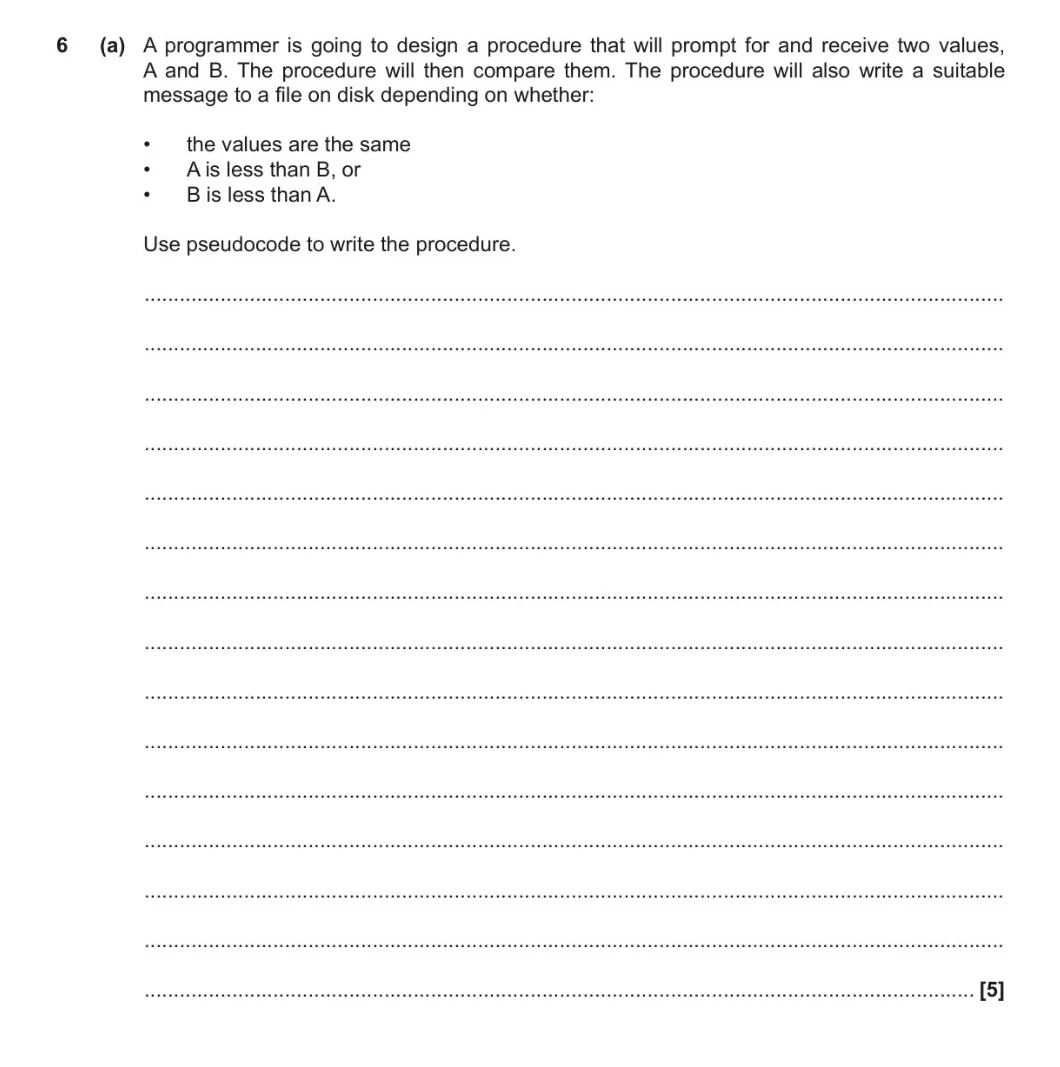 6 (a) A programmer is going to design a procedure that will prompt for and receive two values,
A and B. The procedure will then compare them. The procedure will also write a suitable
message to a file on disk depending on whether:
• the values are the same
• A is less than B, or
• B is less than A.
Use pseudocode to write the procedure.
[5]